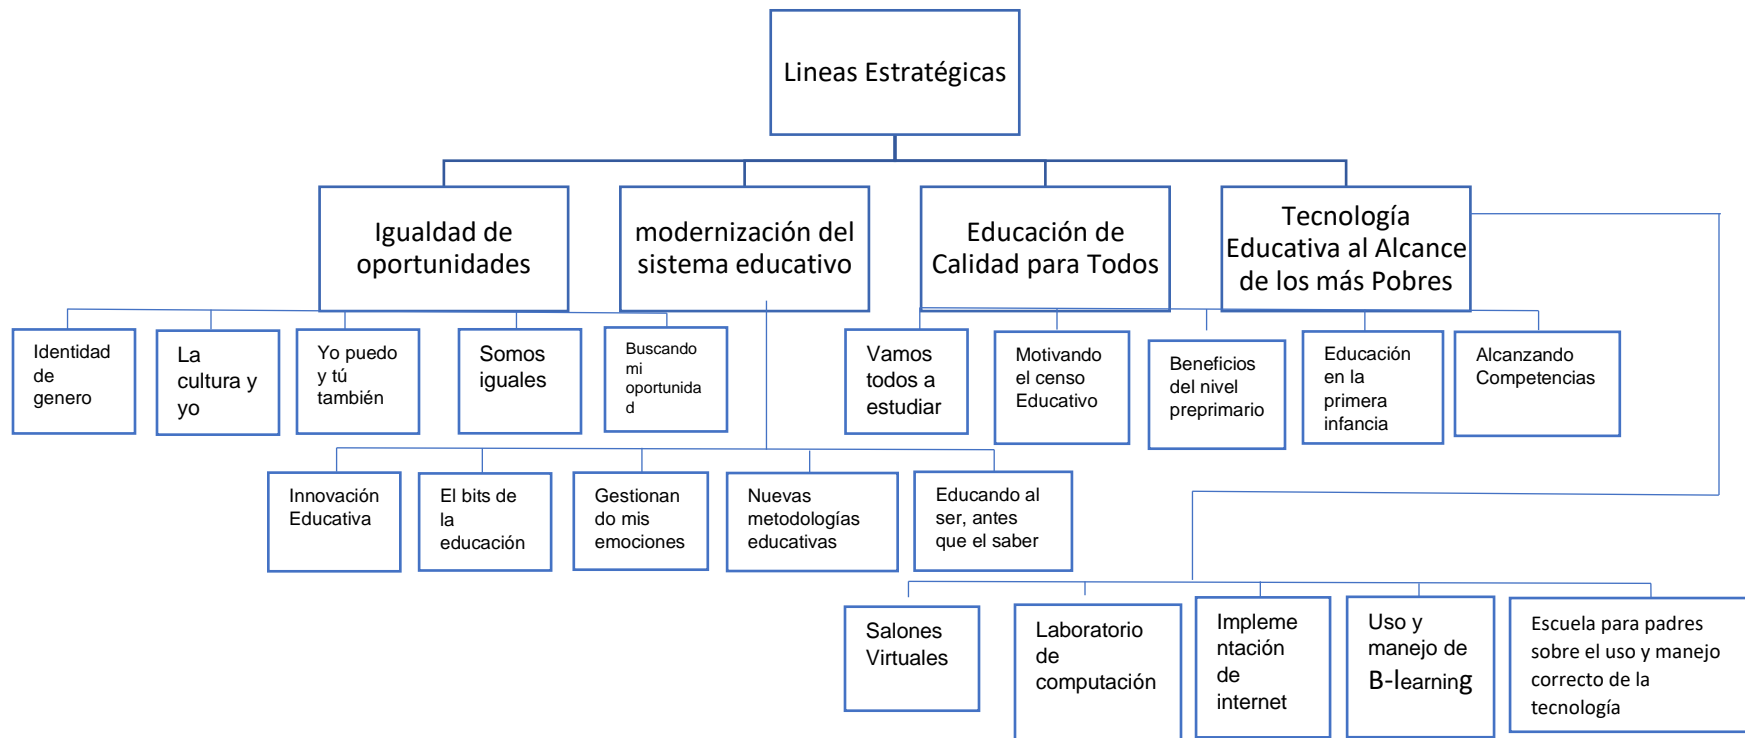 Lineas Estratégicas
Igualdad de
oportunidades
modernización del
sistema educativo
Educación de
Calidad para Todos
Tecnología
Educativa al Alcance
de los más Pobres
Identidad
de
genero
La
cultura y
yo
Yo puedo
y tú
también
Somos
iguales
Buscando
mi
oportunida
d
Vamos
todos a
estudiar
Motivando
el censo
Educativo
Beneficios
del nivel
preprimario
Educación
en la
primera
infancia
Alcanzando
Competencias
Innovación
Educativa
El bits de
la
educación
Gestionan
do mis
emociones
Nuevas
metodologías
educativas
Educando al
ser, antes
que el saber
Salones
Virtuales
Laboratorio
de
computación
Impleme
ntación
de
internet
Uso y
manejo de
B-learning
Escuela para padres
sobre el uso y manejo
correcto de la
tecnología